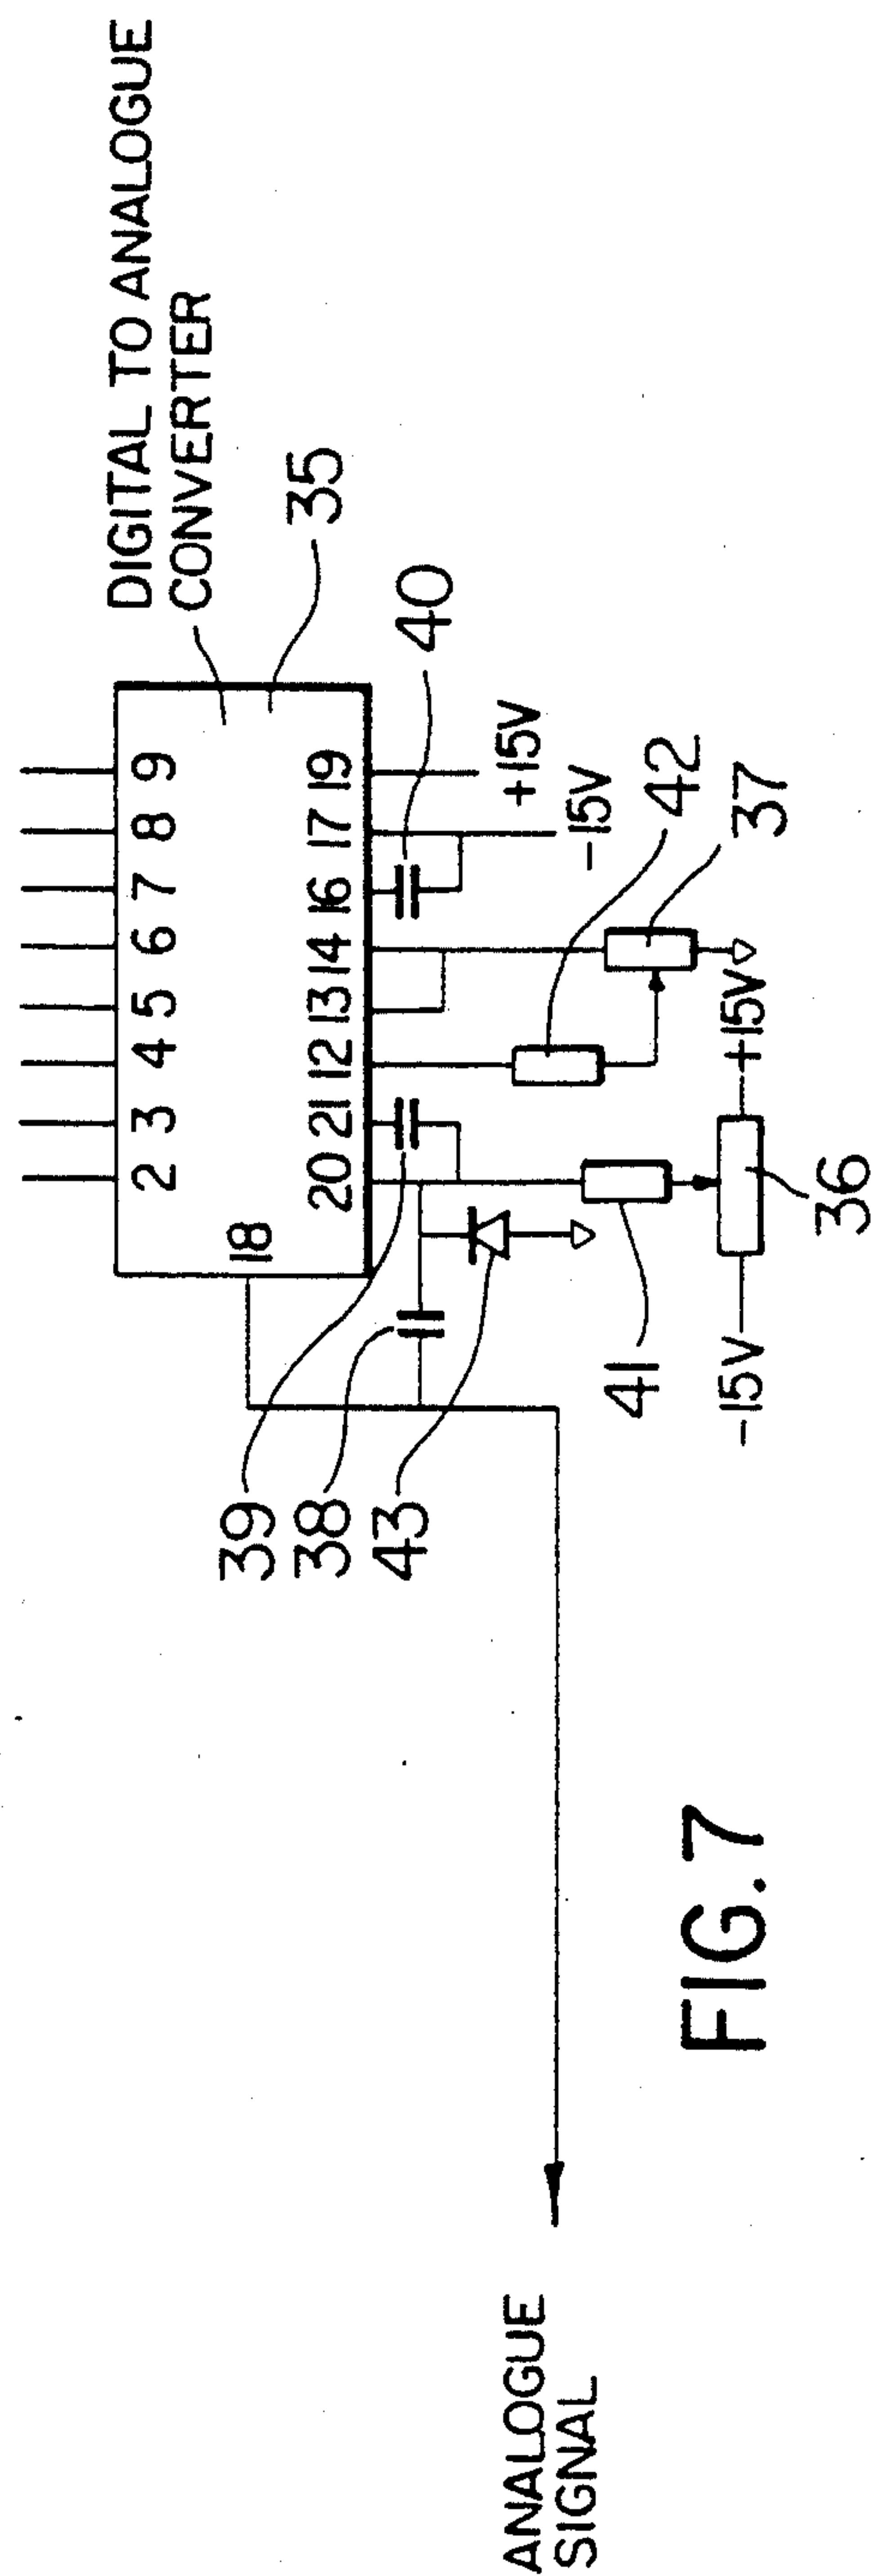 DIGITAL TO ANALOGUE
CONVERTER
35
2 3 4 5 6 7 8 9
18
20 21 12 13 14 16 17 19
40
39
38
43
+15V
-15V
42
37
41
-15V
+15V
36
ANALOGUE
SIGNAL
FIG.7